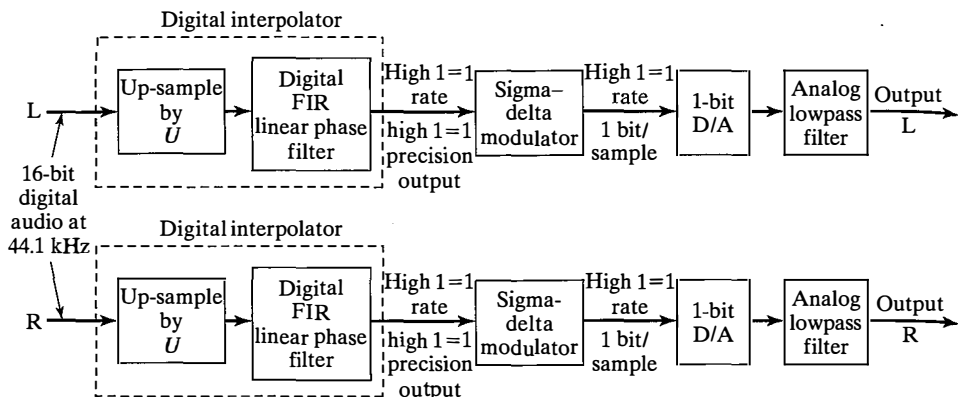 Digital interpolator
L
Up-sample
by
U
Digital
FIR
linear phase
filter
High 1=1
rate
high 1=1
precision
output
Sigma–
delta
modulator
High 1=1
rate
1 bit/
sample
1-bit
D/A
Analog
lowpass
filter
Output
L
16-bit
digital
audio at
44.1 kHz
Digital interpolator
R
Up-sample
by
U
Digital
FIR
linear phase
filter
High 1=1
rate
high 1=1
precision
output
Sigma-
delta
modulator
High 1=1
rate
1 bit/
sample
1-bit
D/A
Analog
lowpass
filter
Output
R